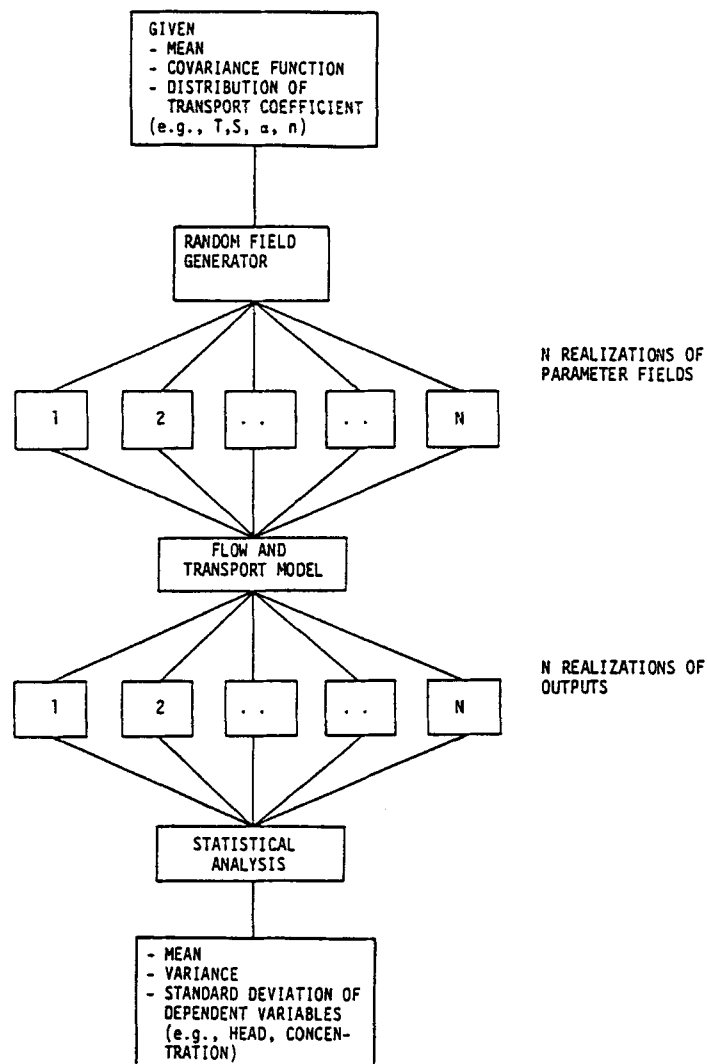 GIVEN
- MEAN
- COVARIANCE FUNCTION
- DISTRIBUTION OF
TRANSPORT COEFFICIENT
(e.g., T,S, α, n)
RANDOM FIELD
GENERATOR
N REALIZATIONS OF
PARAMETER FIELDS
1 2 .. .. N
FLOW AND
TRANSPORT MODEL
N REALIZATIONS OF
OUTPUTS
1 2 .. .. N
STATISTICAL
ANALYSIS
- MEAN
- VARIANCE
- STANDARD DEVIATION OF
DEPENDENT VARIABLES
(e.g., HEAD, CONCEN-
TRATION)